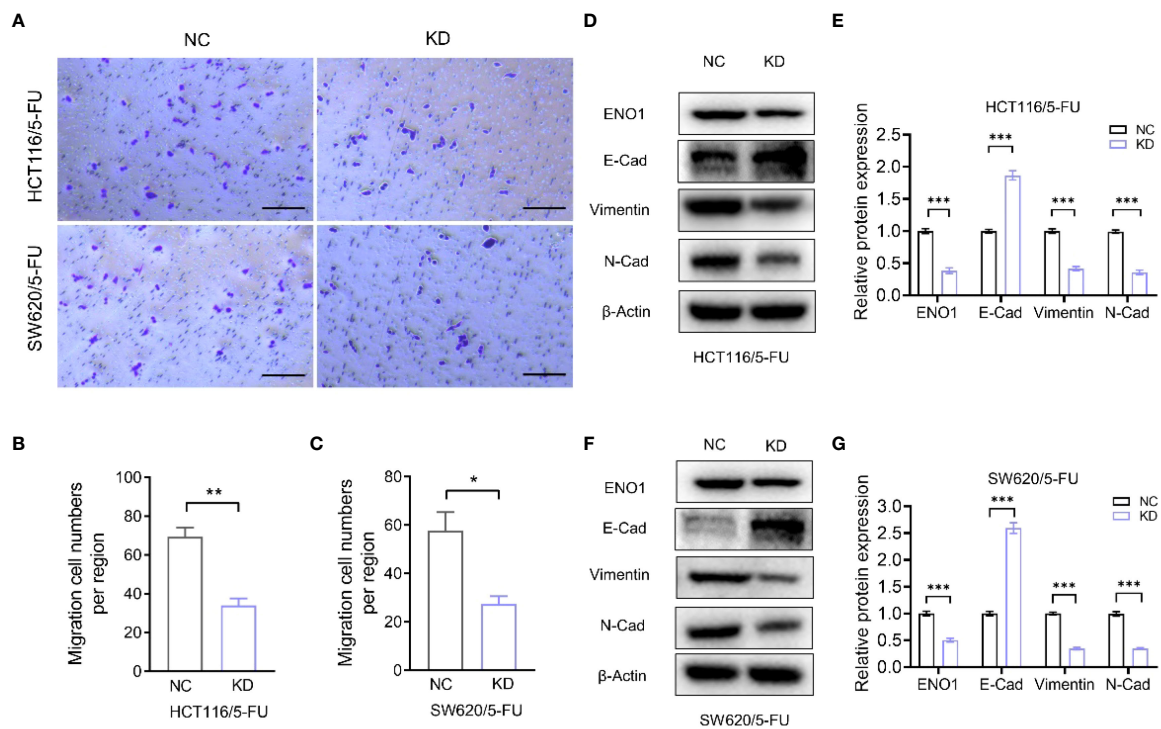 A
NC
KD
HCT116/5-FU
SW620/5-FU
B
Migration cell numbers
per region
100
80
60
40
20
0
**
NC
KD
HCT116/5-FU
C
Migration cell numbers
per region
80
60
40
20
0
*
NC
KD
SW620/5-FU
D
NC
KD
ENO1
E-Cad
Vimentin
N-Cad
β-Actin
HCT116/5-FU
E
HCT116/5-FU
NC
KD
Relative protein expression
2.5
2.0
1.5
1.0
0.5
0.0
***
***
***
***
ENO1
E-Cad
Vimentin
N-Cad
F
NC
KD
ENO1
E-Cad
Vimentin
N-Cad
β-Actin
SW620/5-FU
G
SW620/5-FU
NC
KD
Relative protein expression
3.0
2.5
2.0
1.5
1.0
0.5
0.0
***
***
***
***
ENO1
E-Cad
Vimentin
N-Cad